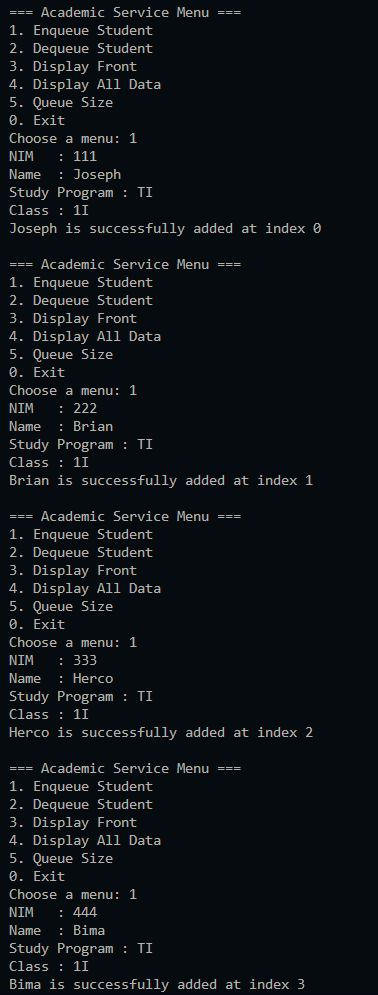 === Academic Service Menu ===
1. Enqueue Student
2. Dequeue Student
3. Display Front
4. Display All Data
5. Queue Size
0. Exit
Choose a menu: 1
NIM   : 111
Name  : Joseph
Study Program : TI
Class : 1I
Joseph is successfully added at index 0

=== Academic Service Menu ===
1. Enqueue Student
2. Dequeue Student
3. Display Front
4. Display All Data
5. Queue Size
0. Exit
Choose a menu: 1
NIM   : 222
Name  : Brian
Study Program : TI
Class : 1I
Brian is successfully added at index 1

=== Academic Service Menu ===
1. Enqueue Student
2. Dequeue Student
3. Display Front
4. Display All Data
5. Queue Size
0. Exit
Choose a menu: 1
NIM   : 333
Name  : Herco
Study Program : TI
Class : 1I
Herco is successfully added at index 2

=== Academic Service Menu ===
1. Enqueue Student
2. Dequeue Student
3. Display Front
4. Display All Data
5. Queue Size
0. Exit
Choose a menu: 1
NIM   : 444
Name  : Bima
Study Program : TI
Class : 1I
Bima is successfully added at index 3